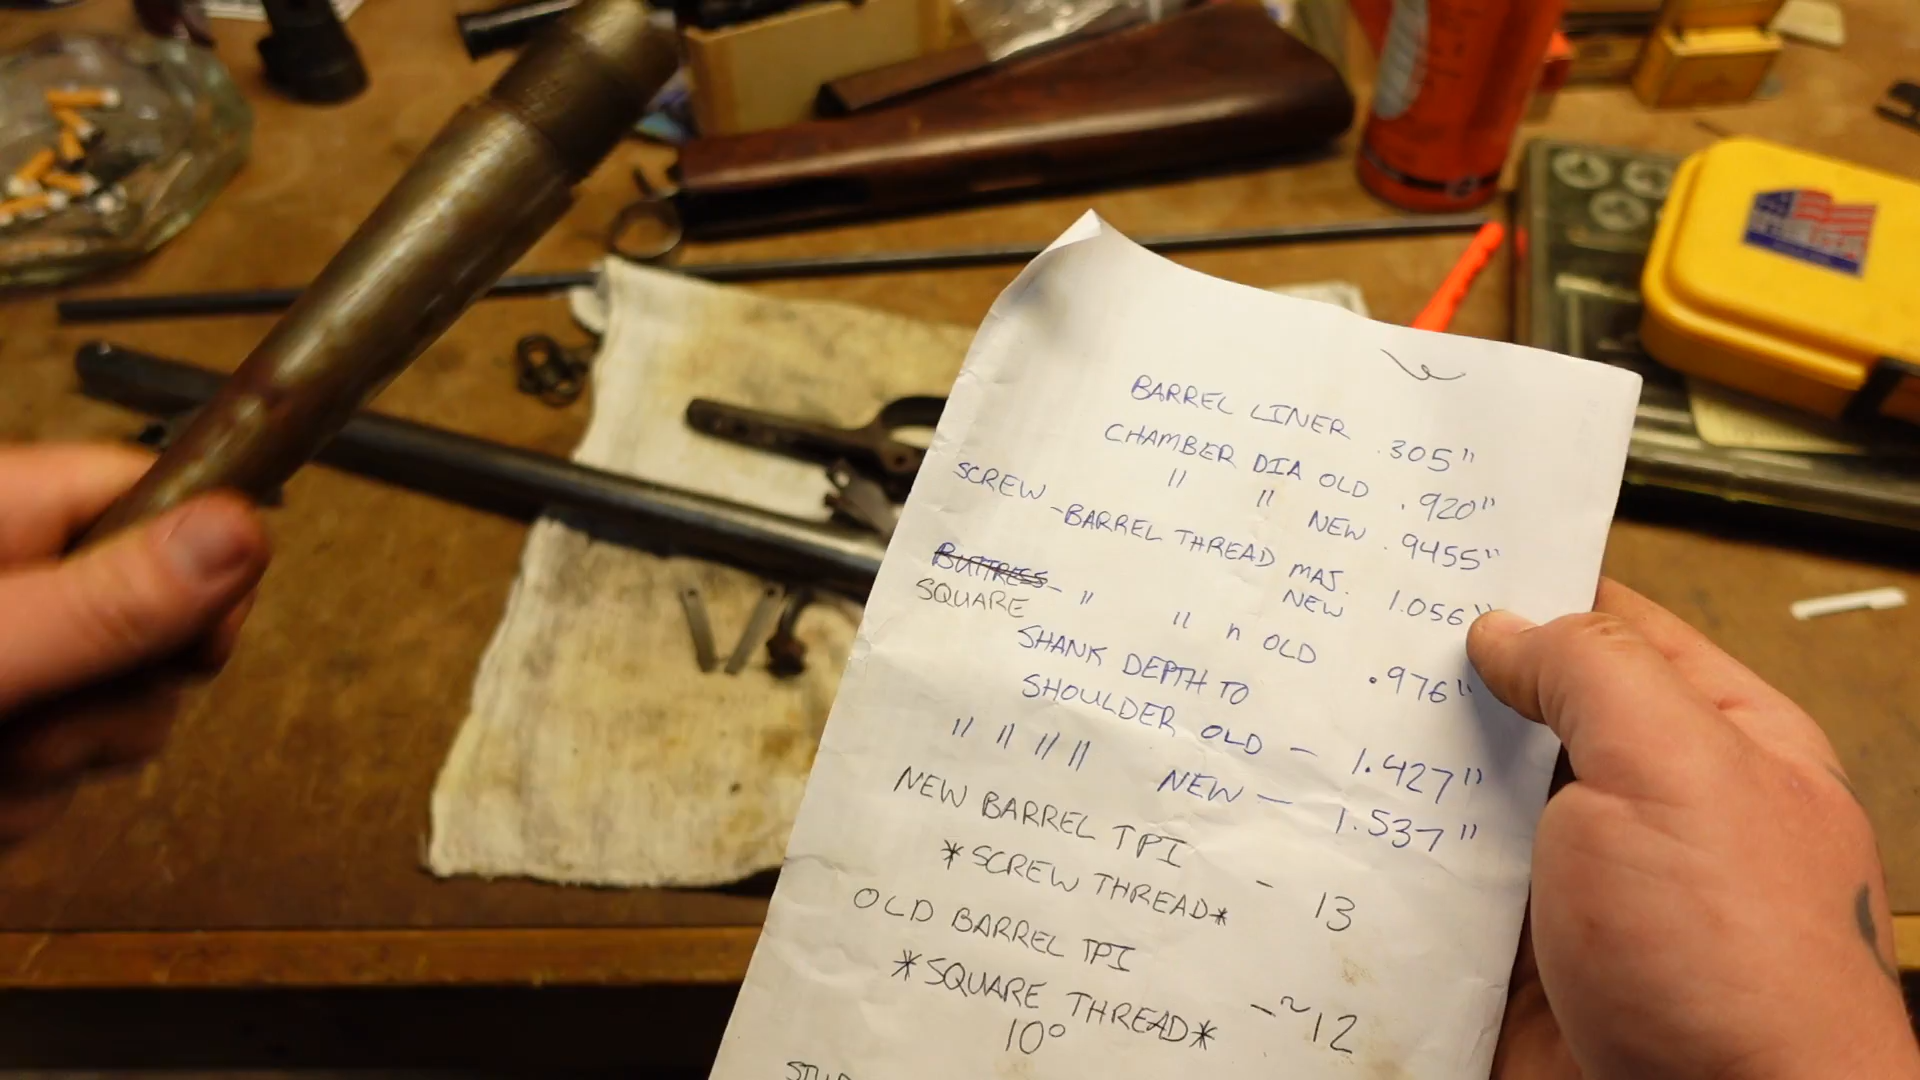 BARREL LINER .305"
CHAMBER DIA OLD .920"
" " NEW .9455"
SCREW -BARREL THREAD MAJ.
NEW 1.056"
BUTTRESS - " " " OLD .976"
SQUARE
SHANK DEPTH TO
SHOULDER OLD - 1.427"
" " " " NEW - 1.537"
NEW BARREL TPI
*SCREW THREAD* - 13
OLD BARREL TPI
*SQUARE THREAD* - ~12
10°